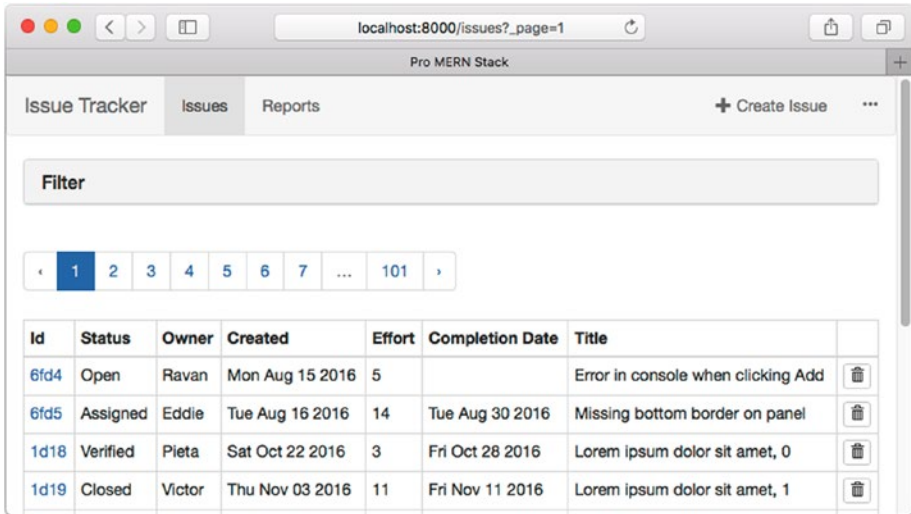 localhost:8000/issues?_page=1
Pro MERN Stack
Issue Tracker Issues Reports + Create Issue ...
Filter
‹ 1 2 3 4 5 6 7 ... 101 ›
Id Status Owner Created Effort Completion Date Title
6fd4 Open Ravan Mon Aug 15 2016 5 Error in console when clicking Add
6fd5 Assigned Eddie Tue Aug 16 2016 14 Tue Aug 30 2016 Missing bottom border on panel
1d18 Verified Pieta Sat Oct 22 2016 3 Fri Oct 28 2016 Lorem ipsum dolor sit amet, 0
1d19 Closed Victor Thu Nov 03 2016 11 Fri Nov 11 2016 Lorem ipsum dolor sit amet, 1